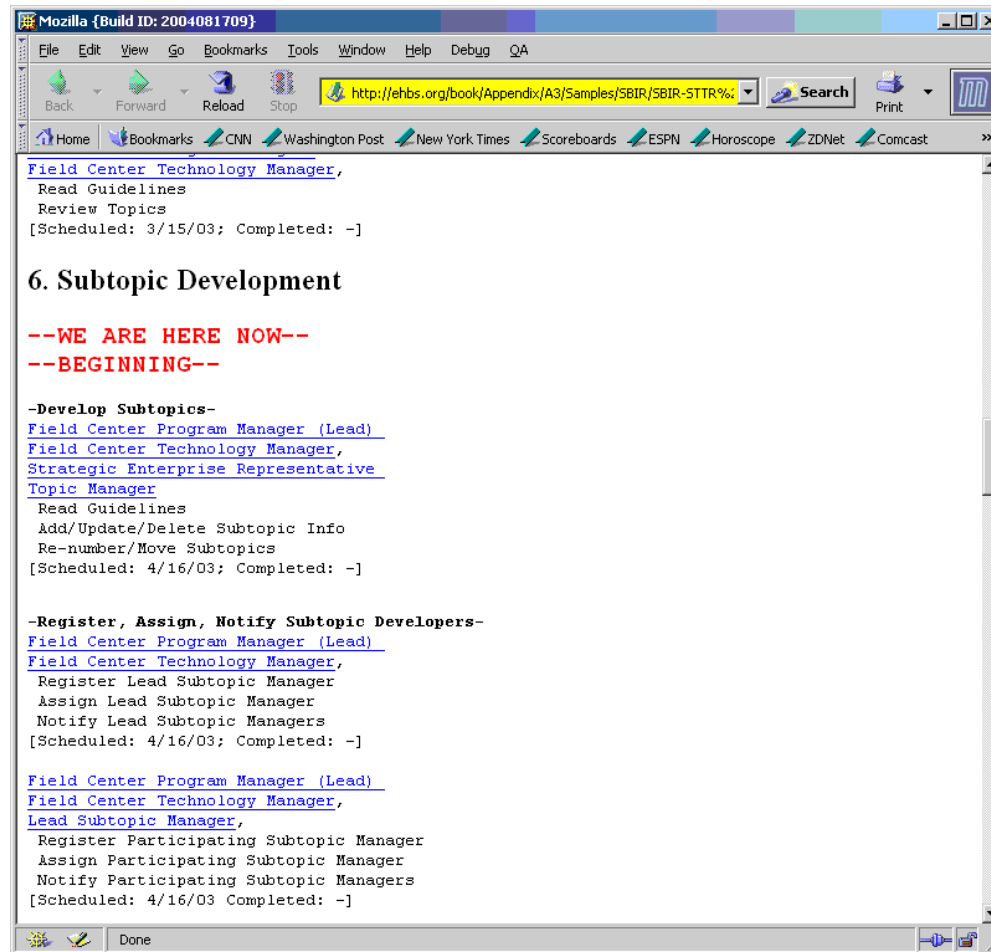 Mozilla {Build ID: 2004081709}
File Edit View Go Bookmarks Tools Window Help Debug QA
Back Forward Reload Stop http://ehbs.org/book/Appendix/A3/Samples/SBIR/SBIR-STTR%2 Search Print
Home Bookmarks CNN Washington Post New York Times Scoreboards ESPN Horoscope ZDNet Comcast »
Field Center Technology Manager,
Read Guidelines
Review Topics
[Scheduled: 3/15/03; Completed: -]
6. Subtopic Development
--WE ARE HERE NOW--
--BEGINNING--
-Develop Subtopics-
Field Center Program Manager (Lead)
Field Center Technology Manager,
Strategic Enterprise Representative
Topic Manager
Read Guidelines
Add/Update/Delete Subtopic Info
Re-number/Move Subtopics
[Scheduled: 4/16/03; Completed: -]
-Register, Assign, Notify Subtopic Developers-
Field Center Program Manager (Lead)
Field Center Technology Manager,
Register Lead Subtopic Manager
Assign Lead Subtopic Manager
Notify Lead Subtopic Managers
[Scheduled: 4/16/03; Completed: -]
Field Center Program Manager (Lead)
Field Center Technology Manager,
Lead Subtopic Manager,
Register Participating Subtopic Manager
Assign Participating Subtopic Manager
Notify Participating Subtopic Managers
[Scheduled: 4/16/03 Completed: -]
Done